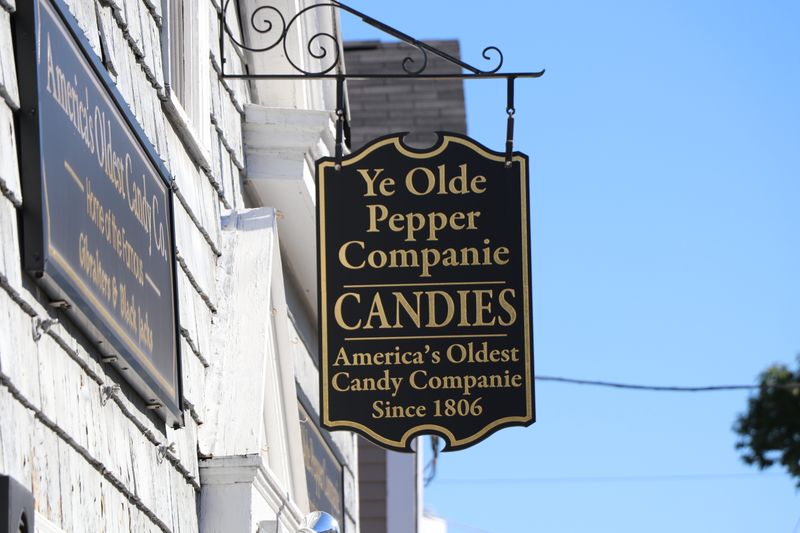 America's Oldest Candy Co.
Home of the Famous
Gibralters & Black Jacks
Ye Olde
Pepper
Companie
CANDIES
America's Oldest
Candy Companie
Since 1806